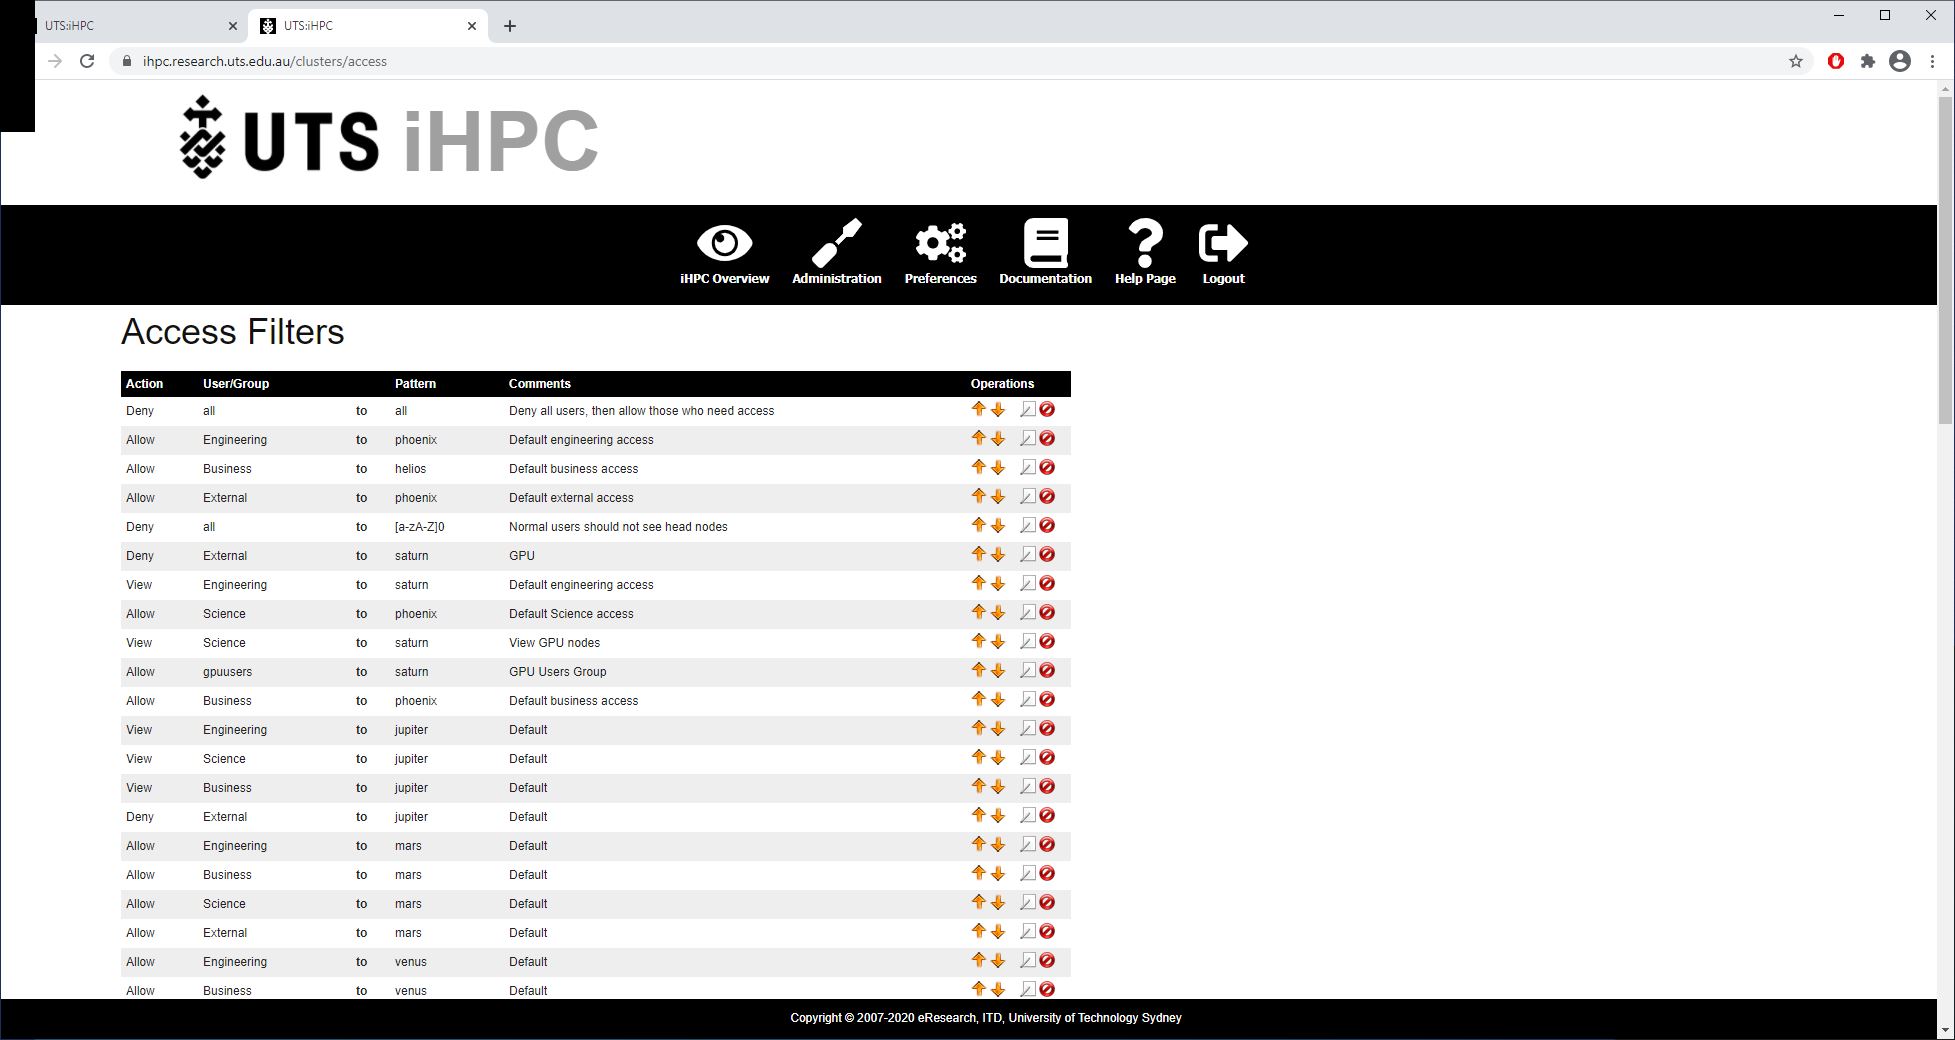 UTS:iHPC UTS:iHPC
ihpc.research.uts.edu.au/clusters/access
UTS iHPC
iHPC Overview Administration Preferences Documentation Help Page Logout
Access Filters
Action User/Group Pattern Comments Operations
Deny all to all Deny all users, then allow those who need access
Allow Engineering to phoenix Default engineering access
Allow Business to helios Default business access
Allow External to phoenix Default external access
Deny all to [a-zA-Z]0 Normal users should not see head nodes
Deny External to saturn GPU
View Engineering to saturn Default engineering access
Allow Science to phoenix Default Science access
View Science to saturn View GPU nodes
Allow gpuusers to saturn GPU Users Group
Allow Business to phoenix Default business access
View Engineering to jupiter Default
View Science to jupiter Default
View Business to jupiter Default
Deny External to jupiter Default
Allow Engineering to mars Default
Allow Business to mars Default
Allow Science to mars Default
Allow External to mars Default
Allow Engineering to venus Default
Allow Business to venus Default
Copyright © 2007-2020 eResearch, ITD, University of Technology Sydney